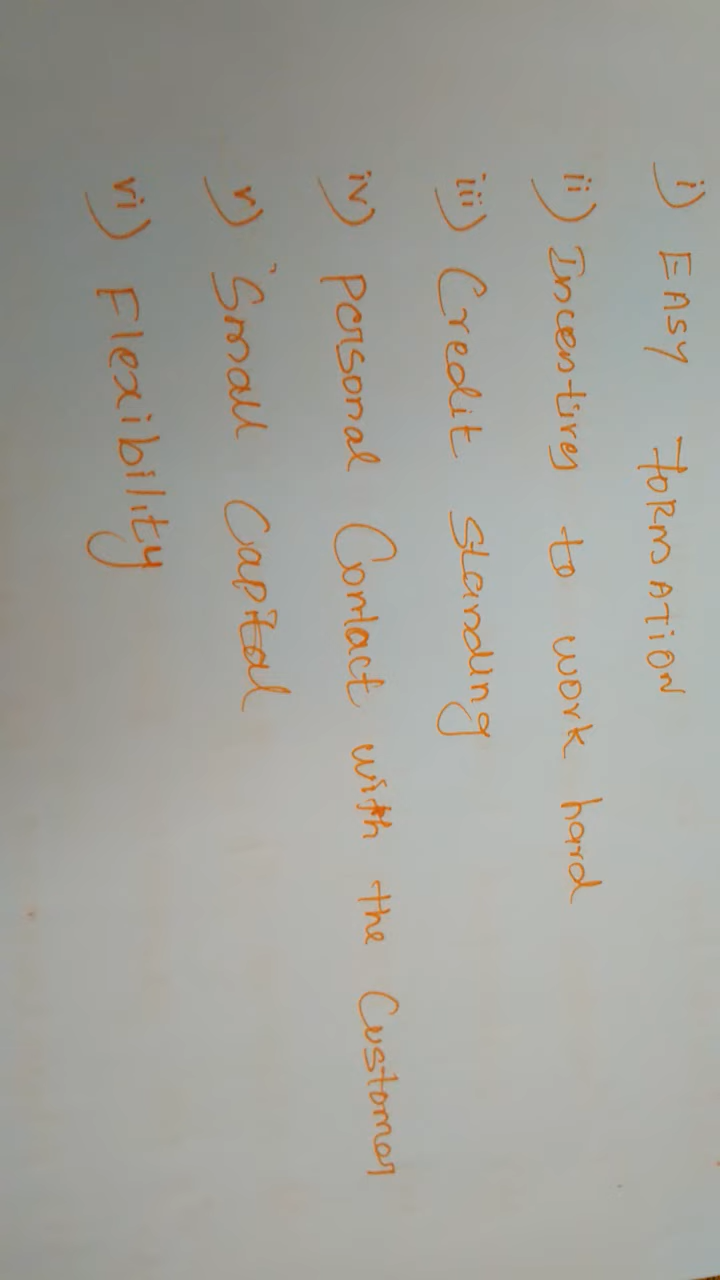 i) EASY FORMATION
ii) Incentives to work hard
iii) Credit standing
iv) personal Contact with the Customer
v) Small Capital
vi) Flexibility